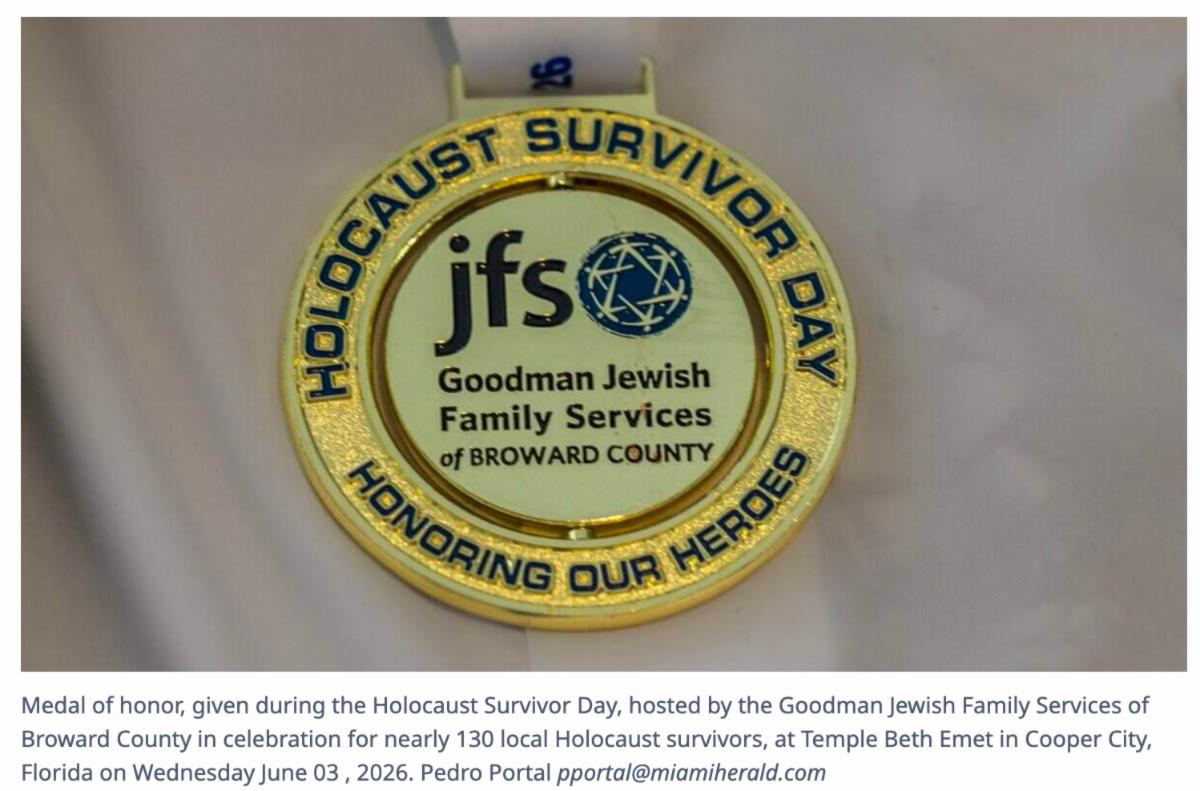 26
HOLOCAUST SURVIVOR DAY
jfs
Goodman Jewish
Family Services
of BROWARD COUNTY
HONORING OUR HEROES
Medal of honor, given during the Holocaust Survivor Day, hosted by the Goodman Jewish Family Services of
Broward County in celebration for nearly 130 local Holocaust survivors, at Temple Beth Emet in Cooper City,
Florida on Wednesday June 03 , 2026. Pedro Portal pportal@miamiherald.com